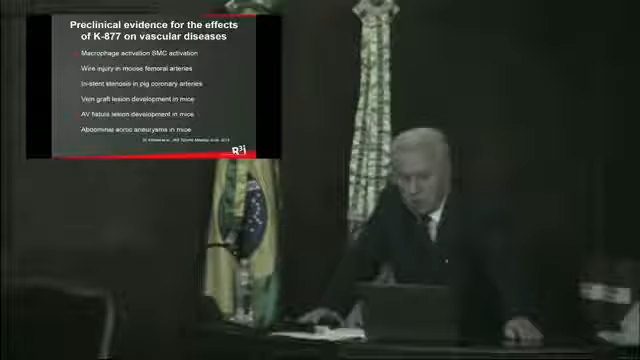 Preclinical evidence for the effects
of K-877 on vascular diseases
Macrophage activation SMC activation
Wire injury in mouse femoral arteries
In-stent stenosis in pig coronary arteries
Vein graft lesion development in mice
AV fistula lesion development in mice
Abdominal aortic aneurysms in mice
R³i